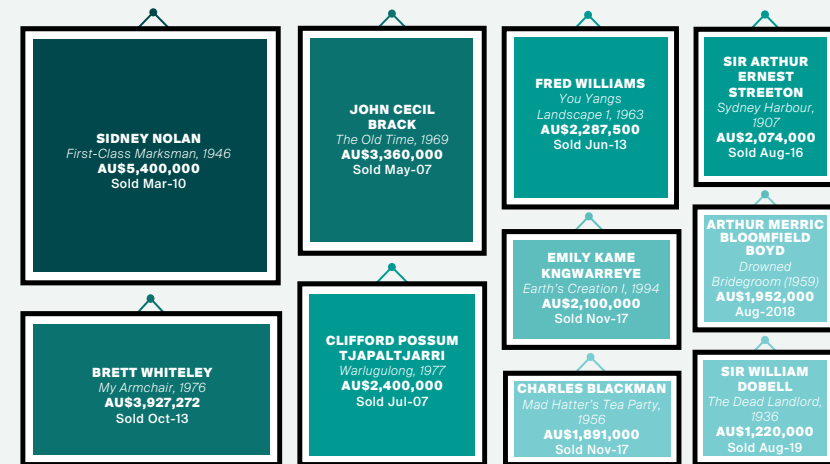 SIDNEY NOLAN
First-Class Marksman, 1946
AU$5,400,000
Sold Mar-10
BRETT WHITELEY
My Armchair, 1976
AU$3,927,272
Sold Oct-13
JOHN CECIL
BRACK
The Old Time, 1969
AU$3,360,000
Sold May-07
CLIFFORD POSSUM
TJAPALTJARRI
Warlugulong, 1977
AU$2,400,000
Sold Jul-07
FRED WILLIAMS
You Yangs
Landscape 1, 1963
AU$2,287,500
Sold Jun-13
EMILY KAME
KNGWARREYE
Earth's Creation I, 1994
AU$2,100,000
Sold Nov-17
CHARLES BLACKMAN
Mad Hatter's Tea Party,
1956
AU$1,891,000
Sold Nov-17
SIR ARTHUR
ERNEST
STREETON
Sydney Harbour,
1907
AU$2,074,000
Sold Aug-16
ARTHUR MERRIC
BLOOMFIELD
BOYD
Drowned
Bridegroom (1959)
AU$1,952,000
Aug-2018
SIR WILLIAM
DOBELL
The Dead Landlord,
1936
AU$1,220,000
Sold Aug-19